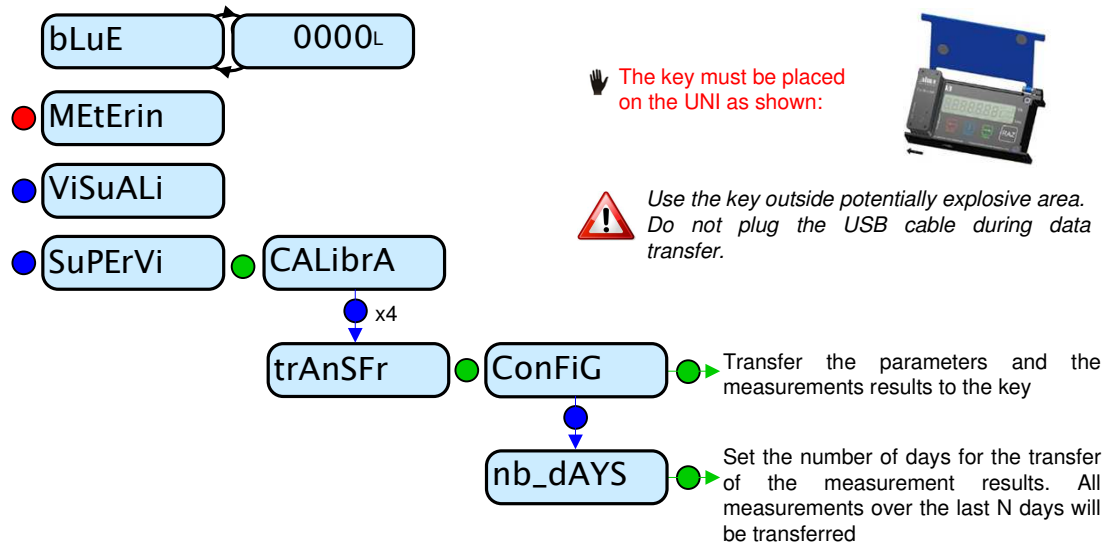 bLuE
0000L
The key must be placed
on the UNI as shown:
MEtErin
ViSuALi
Use the key outside potentially explosive area.
Do not plug the USB cable during data
transfer.
SuPErVi
CALibrA
x4
trAnSFr
ConFiG
Transfer the parameters and the
measurements results to the key
nb_dAYS
Set the number of days for the transfer
of the measurement results. All
measurements over the last N days will
be transferred
RAZ